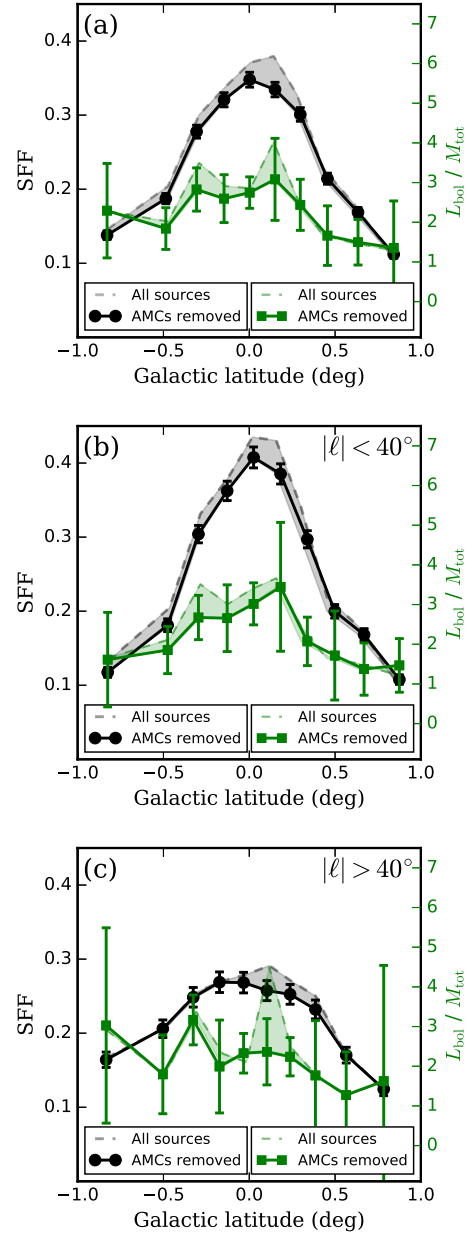 (a)
0.4
0.3
0.2
0.1
SFF
7
6
5
4
3
2
1
0
L_bol / M_tot
All sources
AMCs removed
All sources
AMCs removed
−1.0 −0.5 0.0 0.5 1.0
Galactic latitude (deg)
(b)
|ℓ| < 40°
0.4
0.3
0.2
0.1
SFF
7
6
5
4
3
2
1
0
L_bol / M_tot
All sources
AMCs removed
All sources
AMCs removed
−1.0 −0.5 0.0 0.5 1.0
Galactic latitude (deg)
(c)
|ℓ| > 40°
0.4
0.3
0.2
0.1
SFF
7
6
5
4
3
2
1
0
L_bol / M_tot
All sources
AMCs removed
All sources
AMCs removed
−1.0 −0.5 0.0 0.5 1.0
Galactic latitude (deg)